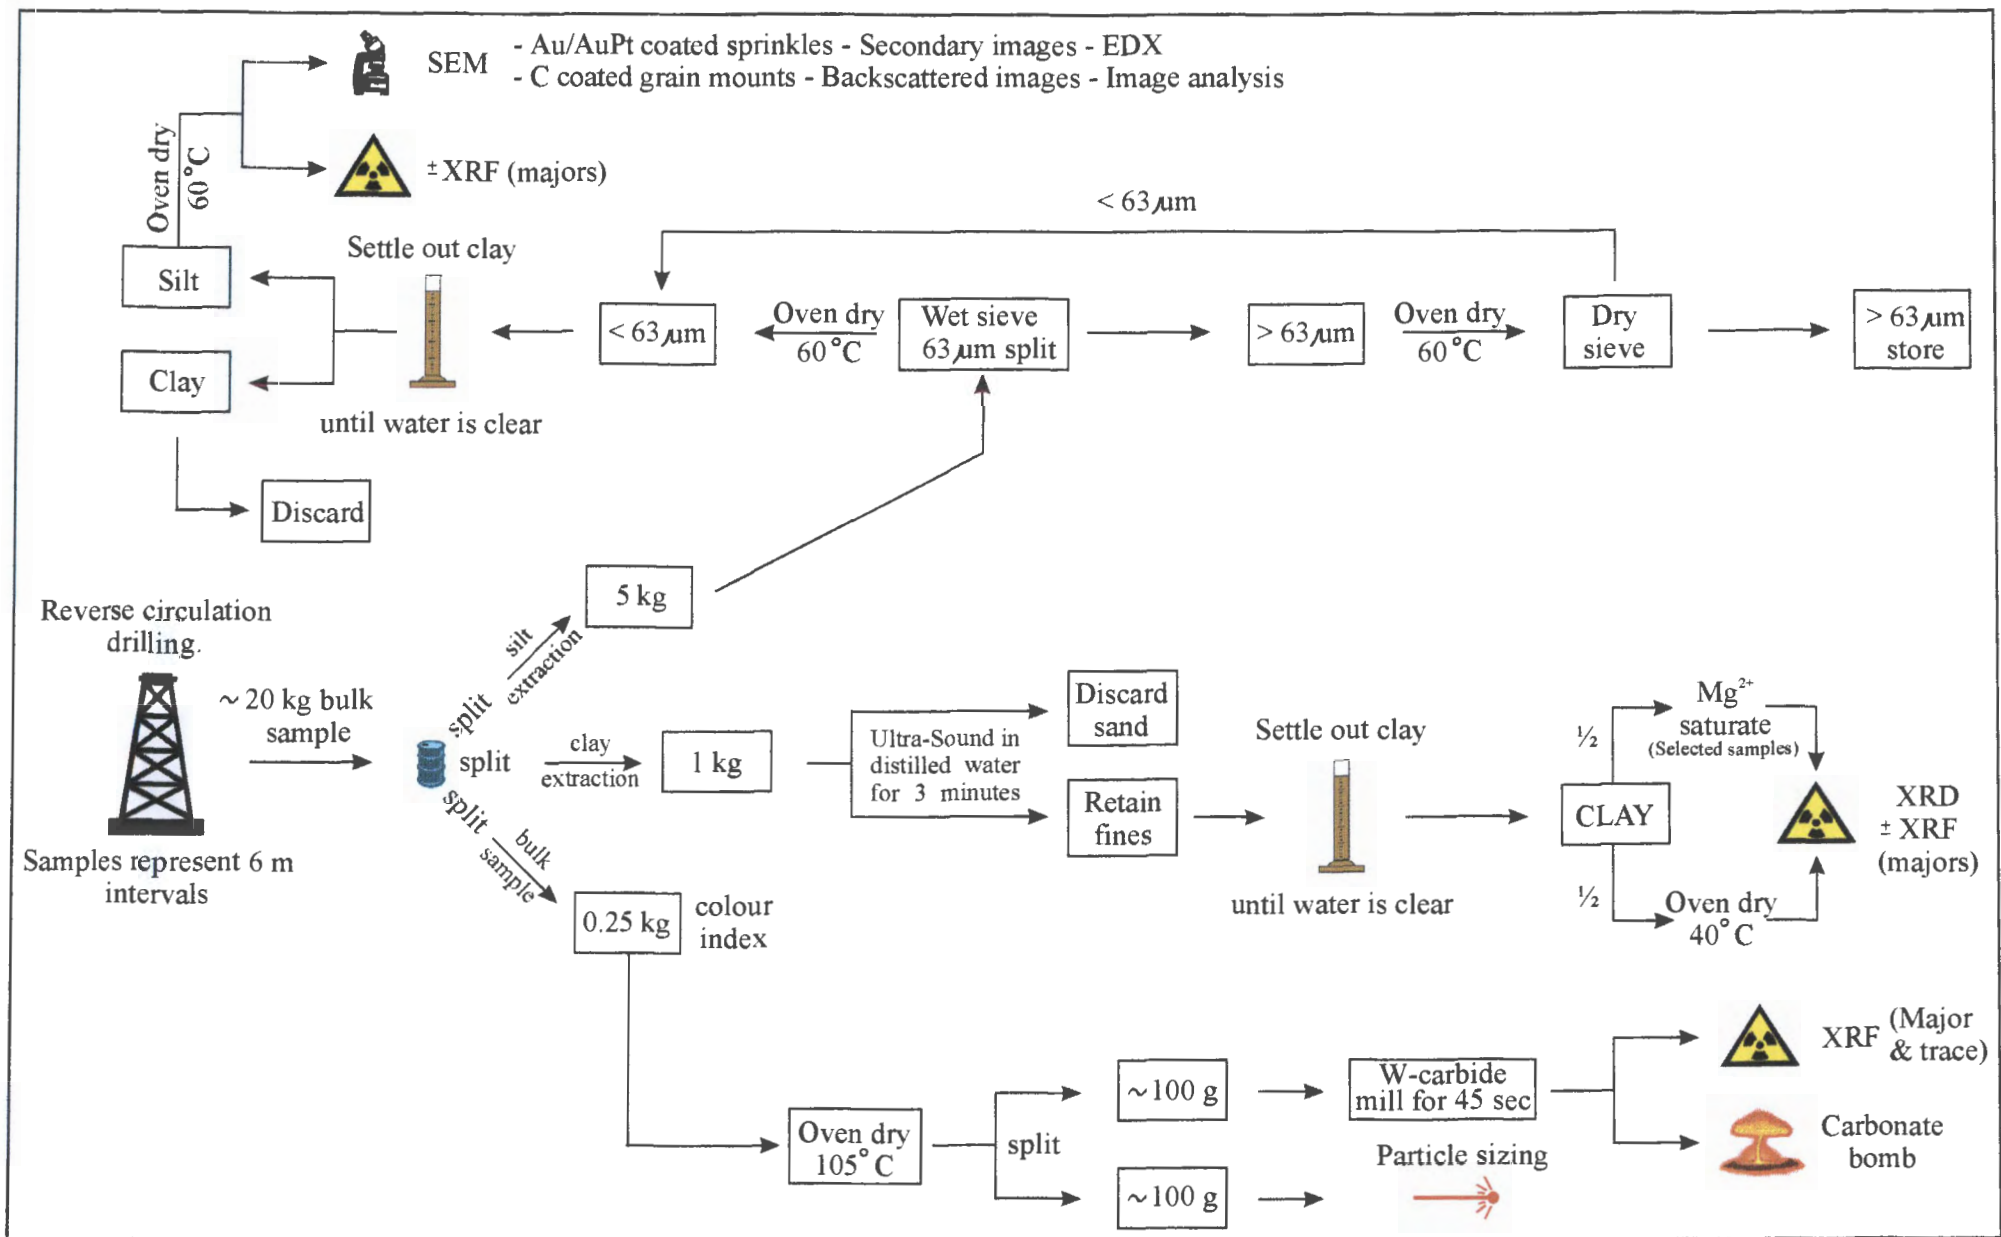 SEM
- Au/AuPt coated sprinkles - Secondary images - EDX
- C coated grain mounts - Backscattered images - Image analysis
Oven dry
60°C
± XRF (majors)
< 63 µm
Silt
Settle out clay
until water is clear
Clay
Discard
< 63 µm
Oven dry
60°C
Wet sieve
63 µm split
> 63 µm
Oven dry
60°C
Dry
sieve
> 63 µm
store
Reverse circulation
drilling.
Samples represent 6 m
intervals
~ 20 kg bulk
sample
split
silt
extraction
5 kg
split
clay
extraction
1 kg
Ultra-Sound in
distilled water
for 3 minutes
Discard
sand
Retain
fines
Settle out clay
until water is clear
CLAY
½
Mg²⁺
saturate
(Selected samples)
½
Oven dry
40°C
XRD
± XRF
(majors)
split
bulk
sample
0.25 kg
colour
index
Oven dry
105°C
split
~100 g
W-carbide
mill for 45 sec
XRF (Major
& trace)
Carbonate
bomb
~100 g
Particle sizing